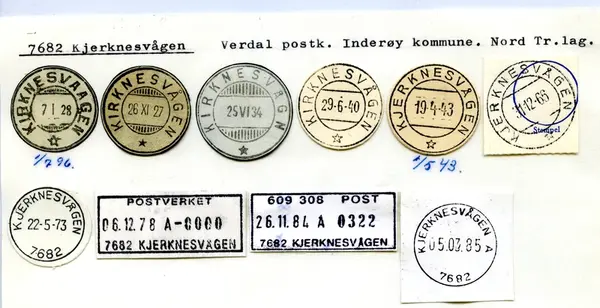 7682 Kjerknesvågen Verdal postk. Inderøy kommune. Nord Tr.lag.
KIRKNESVAAGEN
7 I 28
KIRKNESVÅGEN
26 XI 27
KIRKNESVÅGEN
25 VI 34
KIRKNESVÅGEN
29-6-40
KJERKNESVÅGEN
19-4-43
KJERKNESVÅGEN
12-66
Stempel
1/7 96.
1/5 43.
KJERKNESVÅGEN
22-5-73
7682
POSTVERKET
06.12.78 A-0000
7682 KJERKNESVÅGEN
609 308 POST
26.11.84 A 0322
7682 KJERKNESVÅGEN
KJERKNESVÅGEN A
05.03.85
7682